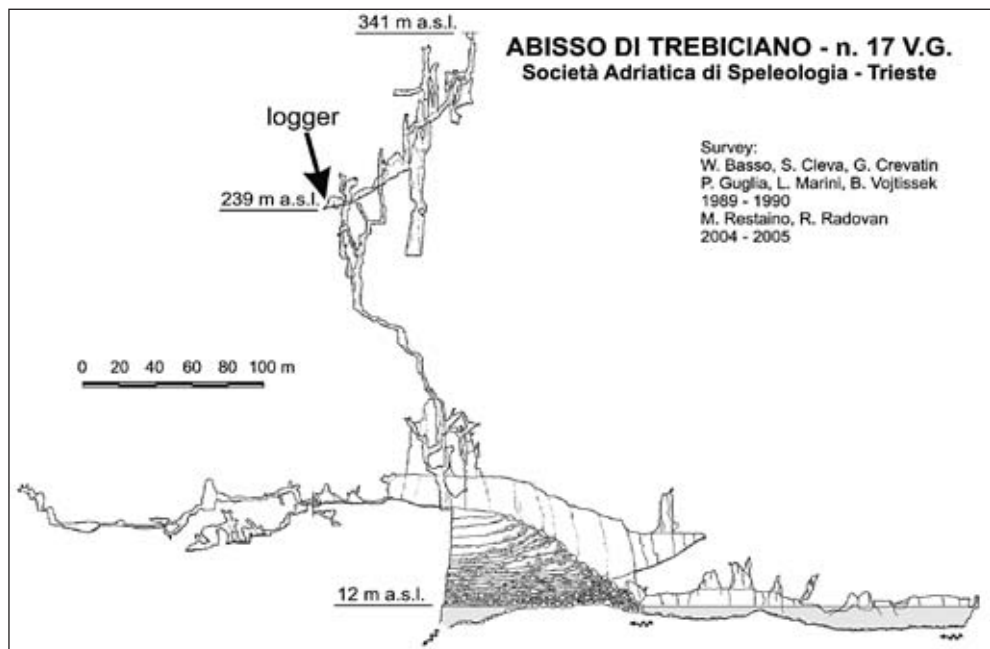 341 m a.s.l.
ABISSO DI TREBICIANO - n. 17 V.G.
Società Adriatica di Speleologia - Trieste
logger
Survey:
W. Basso, S. Cleva, G. Crevatin
P. Guglia, L. Marini, B. Vojtissek
1989 - 1990
M. Restaino, R. Radovan
2004 - 2005
239 m a.s.l.
0 20 40 60 80 100 m
12 m a.s.l.